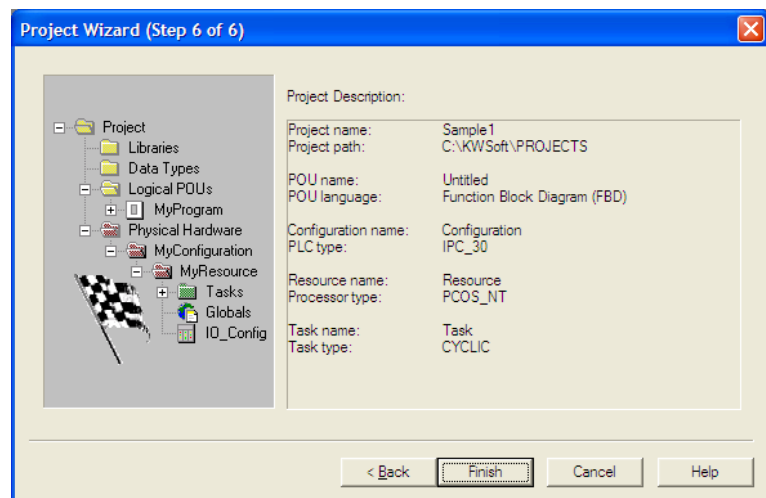 Project Wizard (Step 6 of 6)
Project
Libraries
Data Types
Logical POUs
MyProgram
Physical Hardware
MyConfiguration
MyResource
Tasks
Globals
IO_Config
Project Description:
Project name: Sample1
Project path: C:\KWSoft\PROJECTS
POU name: Untitled
POU language: Function Block Diagram (FBD)
Configuration name: Configuration
PLC type: IPC_30
Resource name: Resource
Processor type: PCOS_NT
Task name: Task
Task type: CYCLIC
< Back Finish Cancel Help